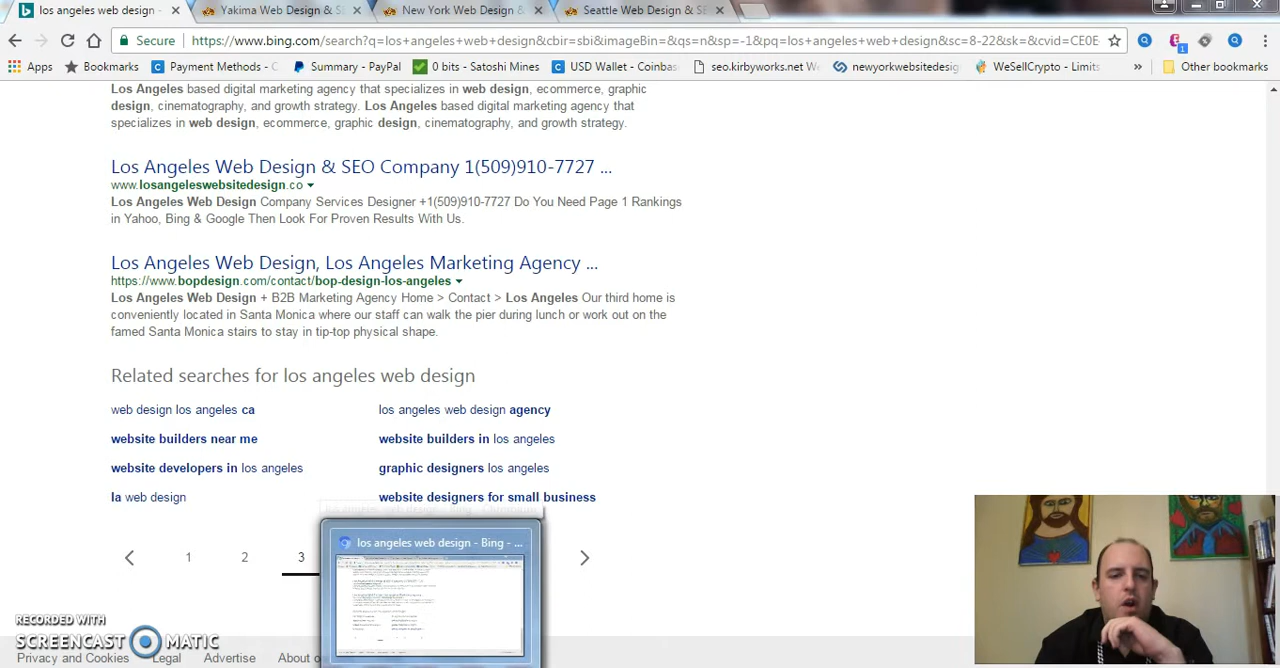 los angeles web design -
Yakima Web Design & S
New York Web Design &
Seattle Web Design & SE
Secure
https://www.bing.com/search?q=los+angeles+web+design&cbir=sbi&imageBin=&qs=n&sp=-1&pq=los+angeles+web+design&sc=8-22&sk=&cvid=CE0E
1
Apps
Bookmarks
Payment Methods - C
Summary - PayPal
0 bits - Satoshi Mines
USD Wallet - Coinbas
seo.kirbyworks.net W
newyorkwebsitedesig
WeSellCrypto - Limits
»
Other bookmarks
Los Angeles based digital marketing agency that specializes in web design, ecommerce, graphic
design, cinematography, and growth strategy. Los Angeles based digital marketing agency that
specializes in web design, ecommerce, graphic design, cinematography, and growth strategy.
Los Angeles Web Design & SEO Company 1(509)910-7727 ...
www.losangeleswebsitedesign.co
Los Angeles Web Design Company Services Designer +1(509)910-7727 Do You Need Page 1 Rankings
in Yahoo, Bing & Google Then Look For Proven Results With Us.
Los Angeles Web Design, Los Angeles Marketing Agency ...
https://www.bopdesign.com/contact/bop-design-los-angeles
Los Angeles Web Design + B2B Marketing Agency Home > Contact > Los Angeles Our third home is
conveniently located in Santa Monica where our staff can walk the pier during lunch or work out on the
famed Santa Monica stairs to stay in tip-top physical shape.
Related searches for los angeles web design
web design los angeles ca
los angeles web design agency
website builders near me
website builders in los angeles
website developers in los angeles
graphic designers los angeles
la web design
website designers for small business
los angeles web design - Bing - ...
1
2
3
RECORDED WITH
SCREENCAST MATIC
Privacy and Cookies
Legal
Advertise
About o